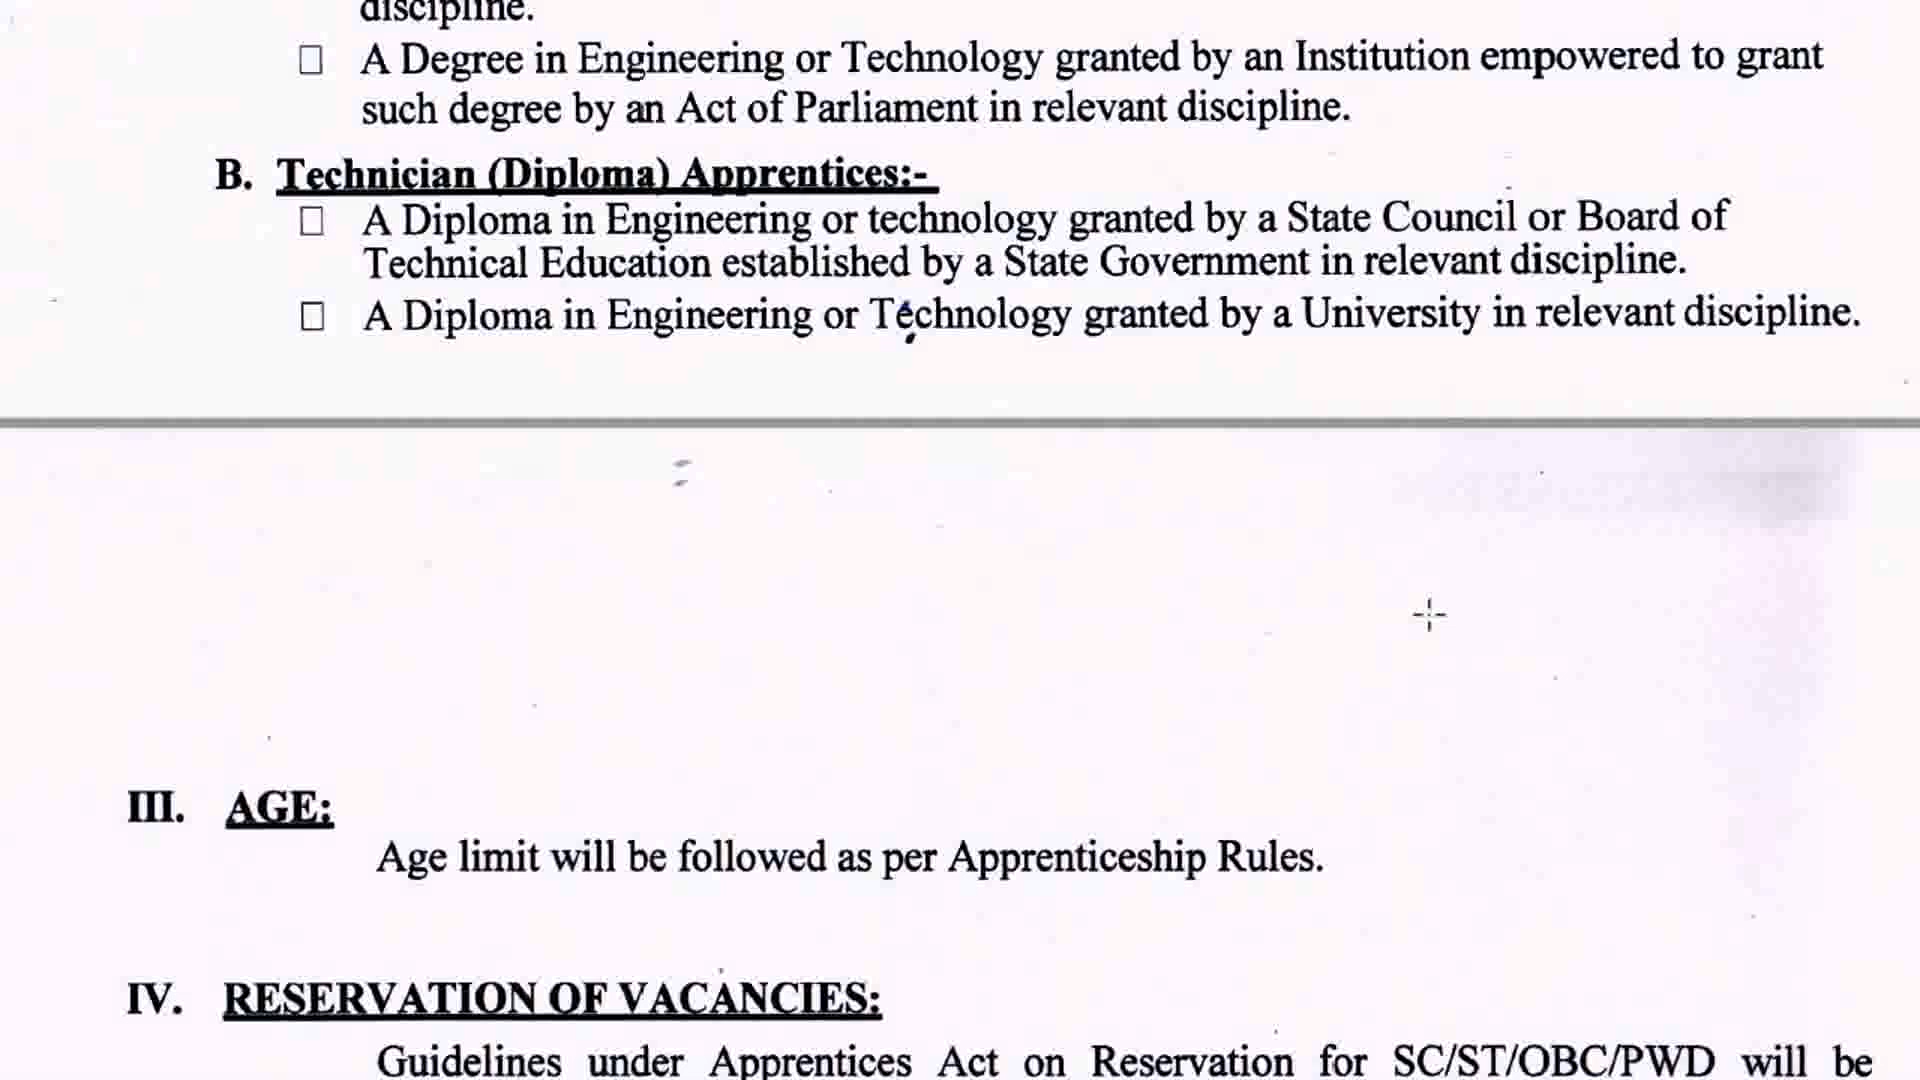 discipline.
□ A Degree in Engineering or Technology granted by an Institution empowered to grant
such degree by an Act of Parliament in relevant discipline.
B. Technician (Diploma) Apprentices:-
□ A Diploma in Engineering or technology granted by a State Council or Board of
Technical Education established by a State Government in relevant discipline.
□ A Diploma in Engineering or Technology granted by a University in relevant discipline.
III. AGE:
Age limit will be followed as per Apprenticeship Rules.
IV. RESERVATION OF VACANCIES:
Guidelines under Apprentices Act on Reservation for SC/ST/OBC/PWD will be